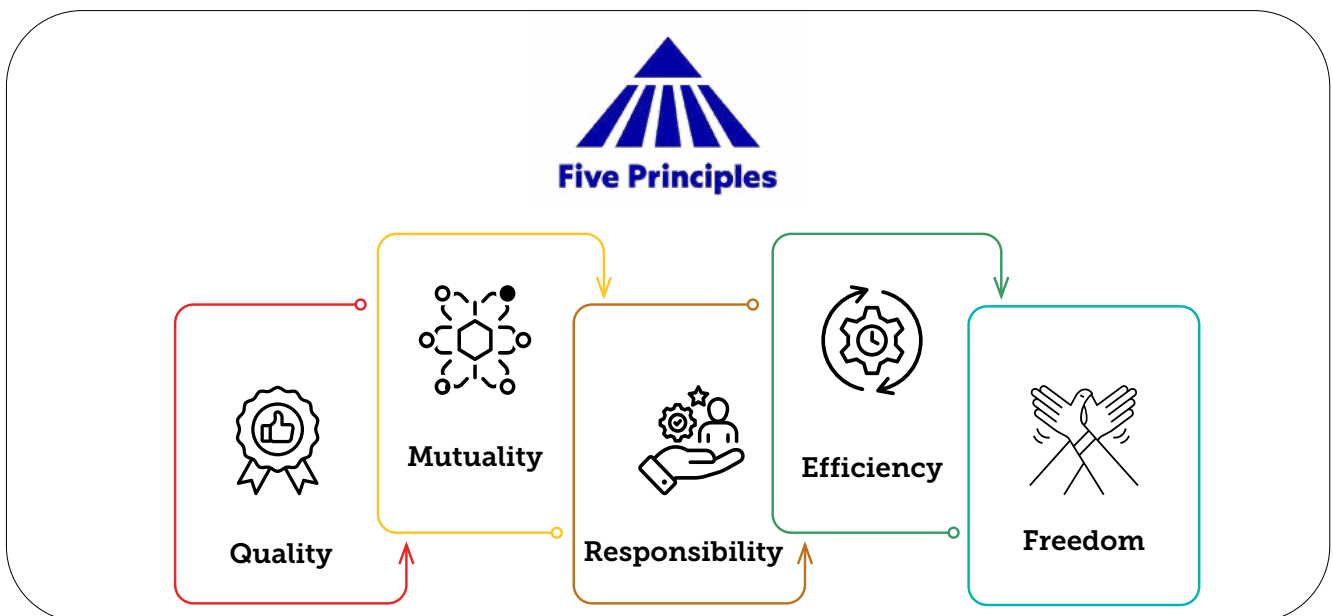 Five Principles
Quality
Mutuality
Responsibility
Efficiency
Freedom